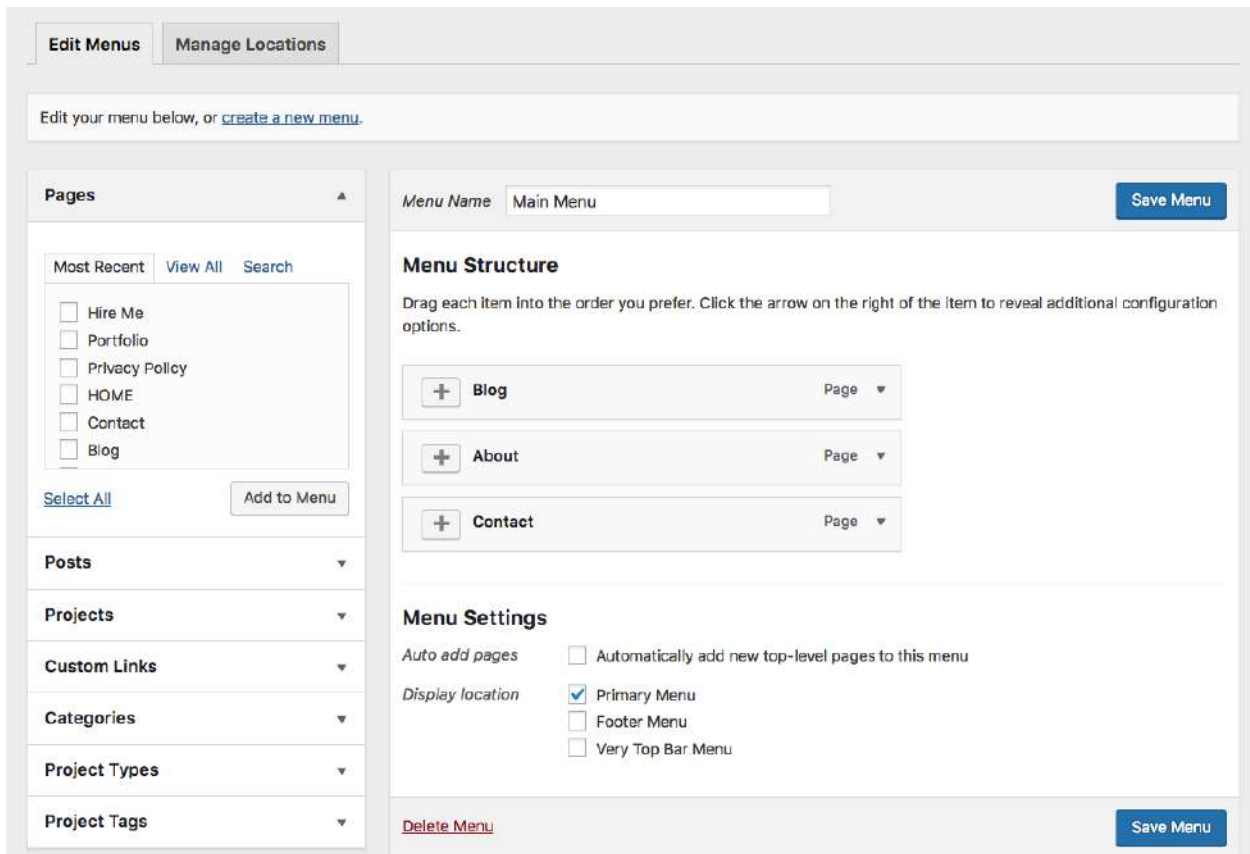 Edit Menus
Manage Locations
Edit your menu below, or create a new menu.
Pages
Most Recent
View All
Search
Hire Me
Portfolio
Privacy Policy
HOME
Contact
Blog
Select All
Add to Menu
Posts
Projects
Custom Links
Categories
Project Types
Project Tags
Menu Name
Main Menu
Save Menu
Menu Structure
Drag each item into the order you prefer. Click the arrow on the right of the item to reveal additional configuration
options.
Blog
Page
About
Page
Contact
Page
Menu Settings
Auto add pages
Automatically add new top-level pages to this menu
Display location
Primary Menu
Footer Menu
Very Top Bar Menu
Delete Menu
Save Menu